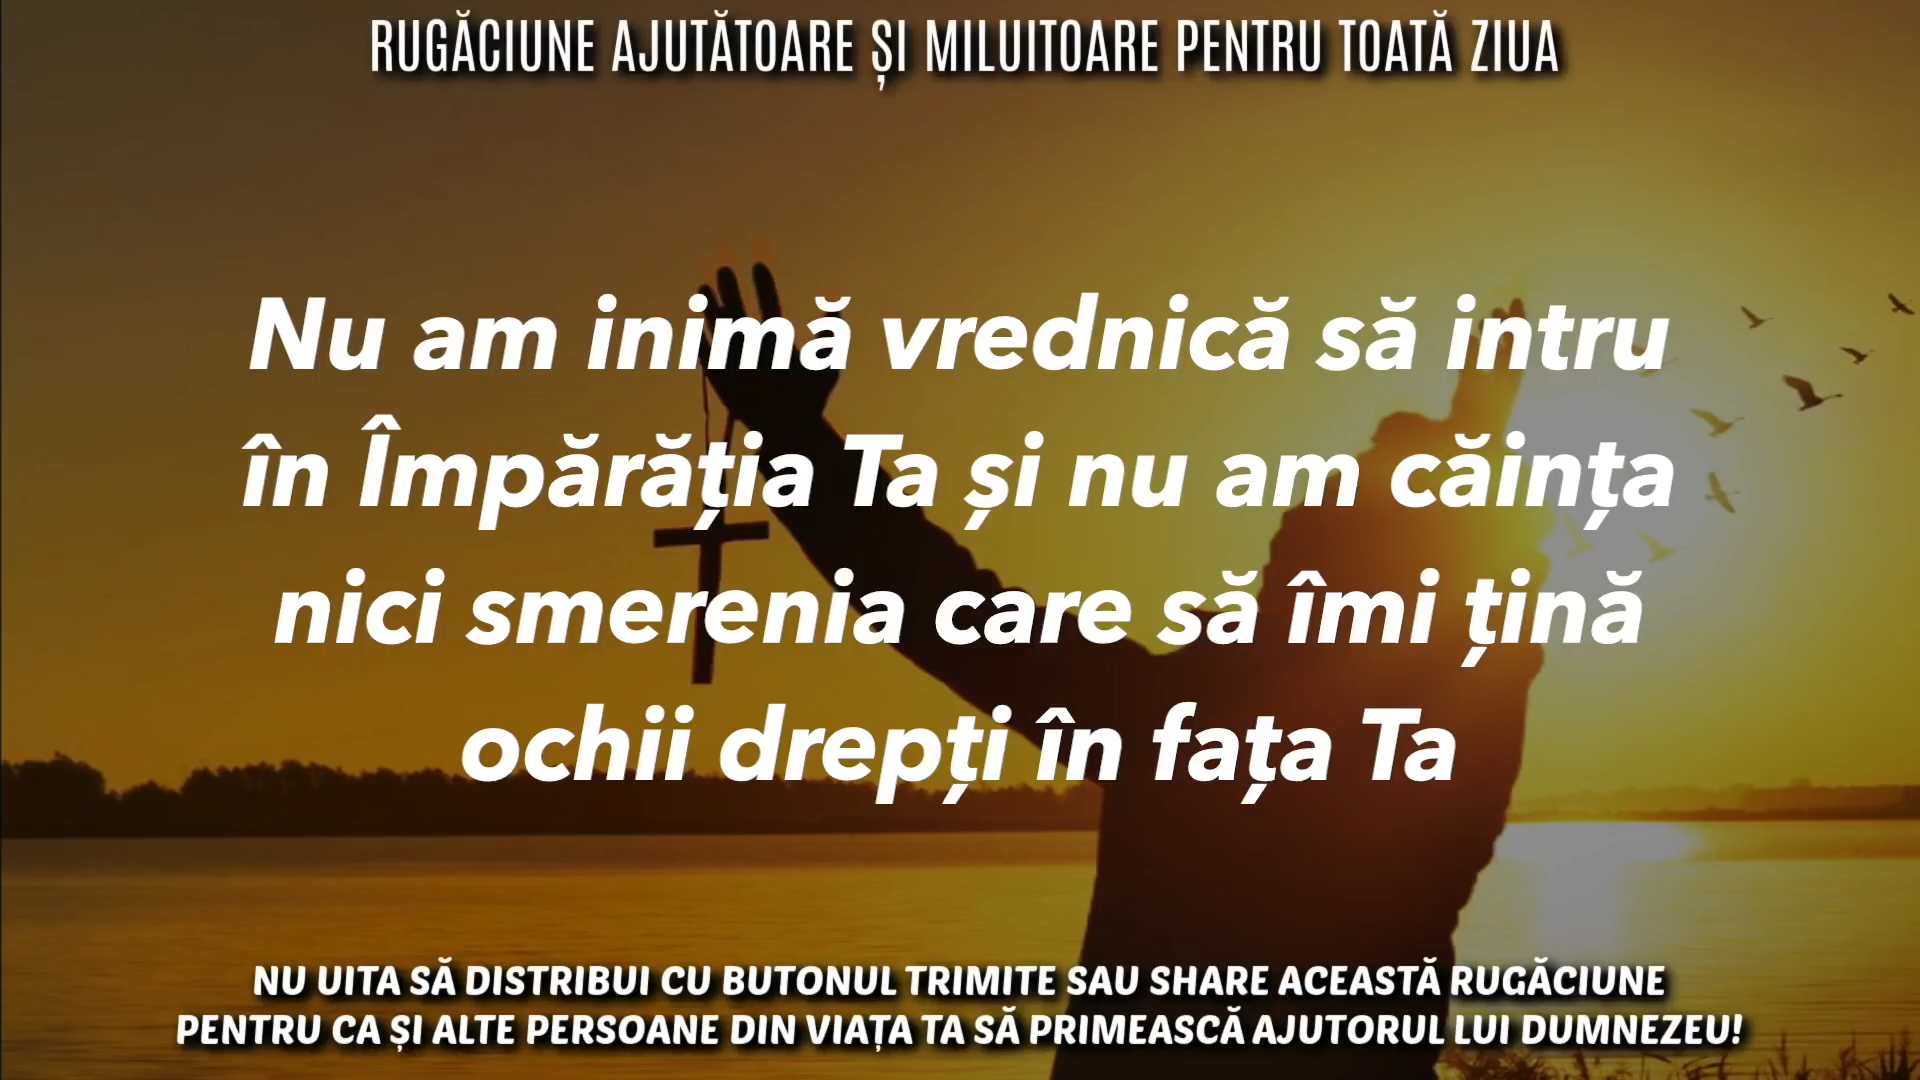 RUGĂCIUNE AJUTĂTOARE ȘI MILUITOARE PENTRU TOATĂ ZIUA
Nu am inimă vrednică să intru
în Împărăția Ta și nu am căința
nici smerenia care să îmi țină
ochii drepți în fața Ta
NU UITA SĂ DISTRIBUI CU BUTONUL TRIMITE SAU SHARE ACEASTĂ RUGĂCIUNE
PENTRU CA ȘI ALTE PERSOANE DIN VIAȚA TA SĂ PRIMEASCĂ AJUTORUL LUI DUMNEZEU!